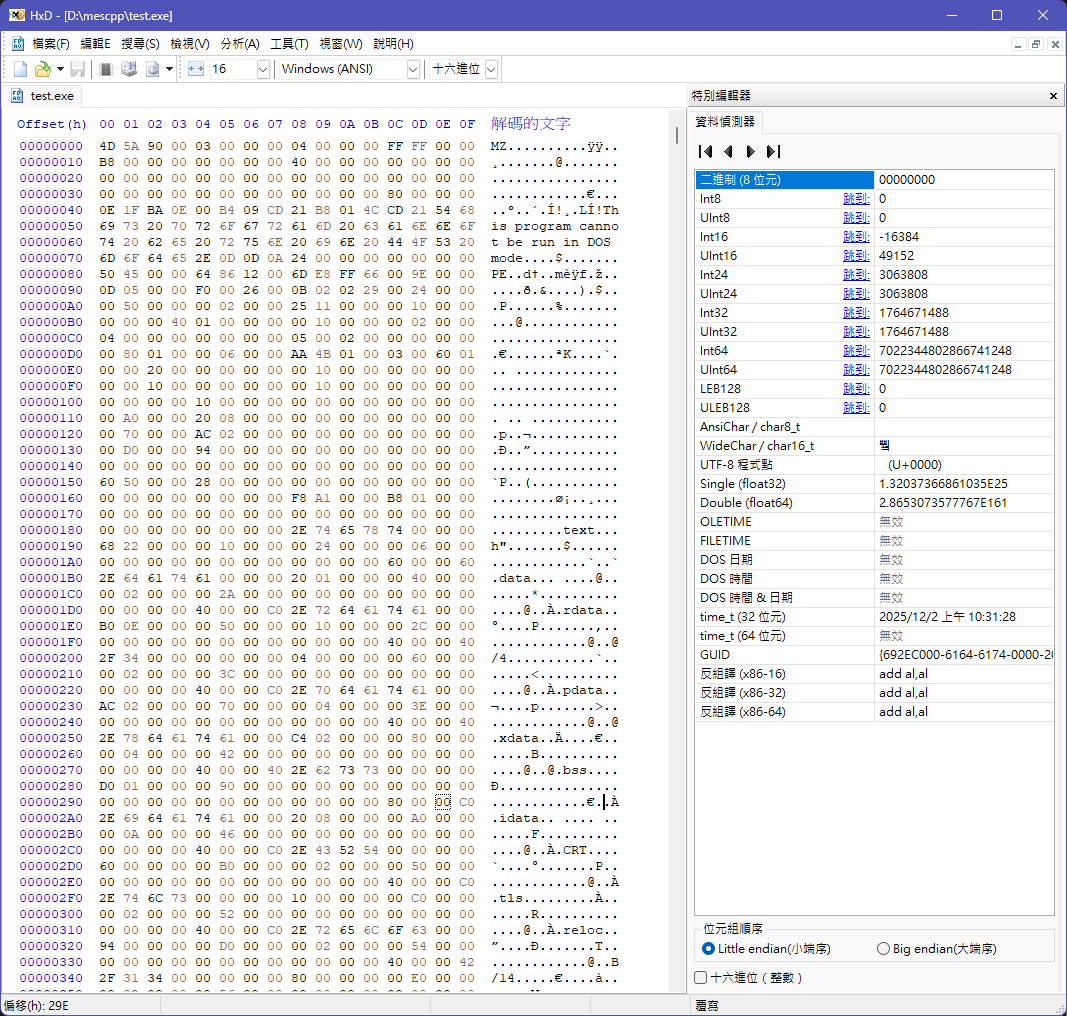 HxD - [D:\mescpp\test.exe]
檔案(F) 編輯E 搜尋(S) 檢視(V) 分析(A) 工具(T) 視窗(W) 說明(H)
16 Windows (ANSI) 十六進位
test.exe
Offset(h) 00 01 02 03 04 05 06 07 08 09 0A 0B 0C 0D 0E 0F 解碼的文字
00000000 4D 5A 90 00 03 00 00 00 04 00 00 00 FF FF 00 00 MZ..........ÿÿ..
00000010 B8 00 00 00 00 00 00 00 40 00 00 00 00 00 00 00 ¸.......@.......
00000020 00 00 00 00 00 00 00 00 00 00 00 00 00 00 00 00 ................
00000030 00 00 00 00 00 00 00 00 00 00 00 00 80 00 00 00 ............€...
00000040 0E 1F BA 0E 00 B4 09 CD 21 B8 01 4C CD 21 54 68 ..º..´.Í!¸.LÍ!Th
00000050 69 73 20 70 72 6F 67 72 61 6D 20 63 61 6E 6E 6F is program canno
00000060 74 20 62 65 20 72 75 6E 20 69 6E 20 44 4F 53 20 t be run in DOS
00000070 6D 6F 64 65 2E 0D 0D 0A 24 00 00 00 00 00 00 00 mode....$.......
00000080 50 45 00 00 64 86 12 00 6D E8 FF 66 00 9E 00 00 PE..d†..mèÿf.ž..
00000090 0D 05 00 00 F0 00 26 00 0B 02 02 29 00 24 00 00 ....ð.&....).$..
000000A0 00 50 00 00 00 02 00 00 25 11 00 00 00 10 00 00 .P......%.......
000000B0 00 00 00 40 01 00 00 00 00 10 00 00 00 02 00 00 ...@............
000000C0 04 00 00 00 00 00 00 00 05 00 02 00 00 00 00 00 ................
000000D0 00 80 01 00 00 06 00 00 AA 4B 01 00 03 00 60 01 .€......ªK....`.
000000E0 00 00 20 00 00 00 00 00 00 10 00 00 00 00 00 00 .. .............
000000F0 00 00 10 00 00 00 00 00 00 10 00 00 00 00 00 00 ................
00000100 00 00 00 00 10 00 00 00 00 00 00 00 00 00 00 00 ................
00000110 00 A0 00 00 20 08 00 00 00 00 00 00 00 00 00 00 . .. ...........
00000120 00 70 00 00 AC 02 00 00 00 00 00 00 00 00 00 00 .p..¬...........
00000130 00 D0 00 00 94 00 00 00 00 00 00 00 00 00 00 00 .Ð..”...........
00000140 00 00 00 00 00 00 00 00 00 00 00 00 00 00 00 00 ................
00000150 60 50 00 00 28 00 00 00 00 00 00 00 00 00 00 00 `P..(...........
00000160 00 00 00 00 00 00 00 00 F8 A1 00 00 B8 01 00 00 ........ø¡..¸...
00000170 00 00 00 00 00 00 00 00 00 00 00 00 00 00 00 00 ................
00000180 00 00 00 00 00 00 00 00 2E 74 65 78 74 00 00 00 .........text...
00000190 68 22 00 00 00 10 00 00 00 24 00 00 00 06 00 00 h".......$......
000001A0 00 00 00 00 00 00 00 00 00 00 00 00 60 00 00 60 ............`..`
000001B0 2E 64 61 74 61 00 00 00 20 01 00 00 00 40 00 00 .data... ....@..
000001C0 00 02 00 00 00 2A 00 00 00 00 00 00 00 00 00 00 .....*..........
000001D0 00 00 00 00 40 00 00 C0 2E 72 64 61 74 61 00 00 ....@..À.rdata..
000001E0 B0 0E 00 00 00 50 00 00 00 10 00 00 00 2C 00 00 °....P.......,..
000001F0 00 00 00 00 00 00 00 00 00 00 00 00 40 00 00 40 ............@..@
00000200 2F 34 00 00 00 00 00 00 04 00 00 00 00 60 00 00 /4...........`..
00000210 00 02 00 00 00 3C 00 00 00 00 00 00 00 00 00 00 .....<..........
00000220 00 00 00 00 40 00 00 C0 2E 70 64 61 74 61 00 00 ....@..À.pdata..
00000230 AC 02 00 00 00 70 00 00 00 04 00 00 00 3E 00 00 ¬....p.......>..
00000240 00 00 00 00 00 00 00 00 00 00 00 00 40 00 00 40 ............@..@
00000250 2E 78 64 61 74 61 00 00 C4 02 00 00 00 80 00 00 .xdata..Ä....€..
00000260 00 04 00 00 00 42 00 00 00 00 00 00 00 00 00 00 .....B..........
00000270 00 00 00 00 40 00 00 40 2E 62 73 73 00 00 00 00 ....@..@.bss....
00000280 D0 01 00 00 00 90 00 00 00 00 00 00 00 00 00 00 Ð...............
00000290 00 00 00 00 00 00 00 00 00 00 00 00 80 00 00 C0 ............€..À
000002A0 2E 69 64 61 74 61 00 00 20 08 00 00 00 A0 00 00 .idata.. .... ..
000002B0 00 0A 00 00 00 46 00 00 00 00 00 00 00 00 00 00 .....F..........
000002C0 00 00 00 00 40 00 00 C0 2E 43 52 54 00 00 00 00 ....@..À.CRT....
000002D0 60 00 00 00 00 B0 00 00 00 02 00 00 00 50 00 00 `....°.......P..
000002E0 00 00 00 00 00 00 00 00 00 00 00 00 40 00 00 C0 ............@..À
000002F0 2E 74 6C 73 00 00 00 00 10 00 00 00 00 C0 00 00 .tls.........À..
00000300 00 02 00 00 00 52 00 00 00 00 00 00 00 00 00 00 .....R..........
00000310 00 00 00 00 40 00 00 C0 2E 72 65 6C 6F 63 00 00 ....@..À.reloc..
00000320 94 00 00 00 00 D0 00 00 00 02 00 00 00 54 00 00 ”....Ð.......T..
00000330 00 00 00 00 00 00 00 00 00 00 00 00 40 00 00 42 ............@..B
00000340 2F 31 34 00 00 00 00 00 80 00 00 00 00 E0 00 00 /14.....€....à..
特別編輯器
資料偵測器
二進制 (8 位元) 00000000
Int8 跳到: 0
UInt8 跳到: 0
Int16 跳到: -16384
UInt16 跳到: 49152
Int24 跳到: 3063808
UInt24 跳到: 3063808
Int32 跳到: 1764671488
UInt32 跳到: 1764671488
Int64 跳到: 7022344802866741248
UInt64 跳到: 7022344802866741248
LEB128 跳到: 0
ULEB128 跳到: 0
AnsiChar / char8_t
WideChar / char16_t
UTF-8 程式點 (U+0000)
Single (float32) 1.32037366861035E25
Double (float64) 2.8653073577767E161
OLETIME 無效
FILETIME 無效
DOS 日期 無效
DOS 時間 無效
DOS 時間 & 日期 無效
time_t (32 位元) 2025/12/2 上午 10:31:28
time_t (64 位元) 無效
GUID {692EC000-6164-6174-0000-20
反組譯 (x86-16) add al,al
反組譯 (x86-32) add al,al
反組譯 (x86-64) add al,al
位元組順序
Little endian(小端序) Big endian(大端序)
十六進位 ( 整數 )
偏移(h): 29E 覆寫